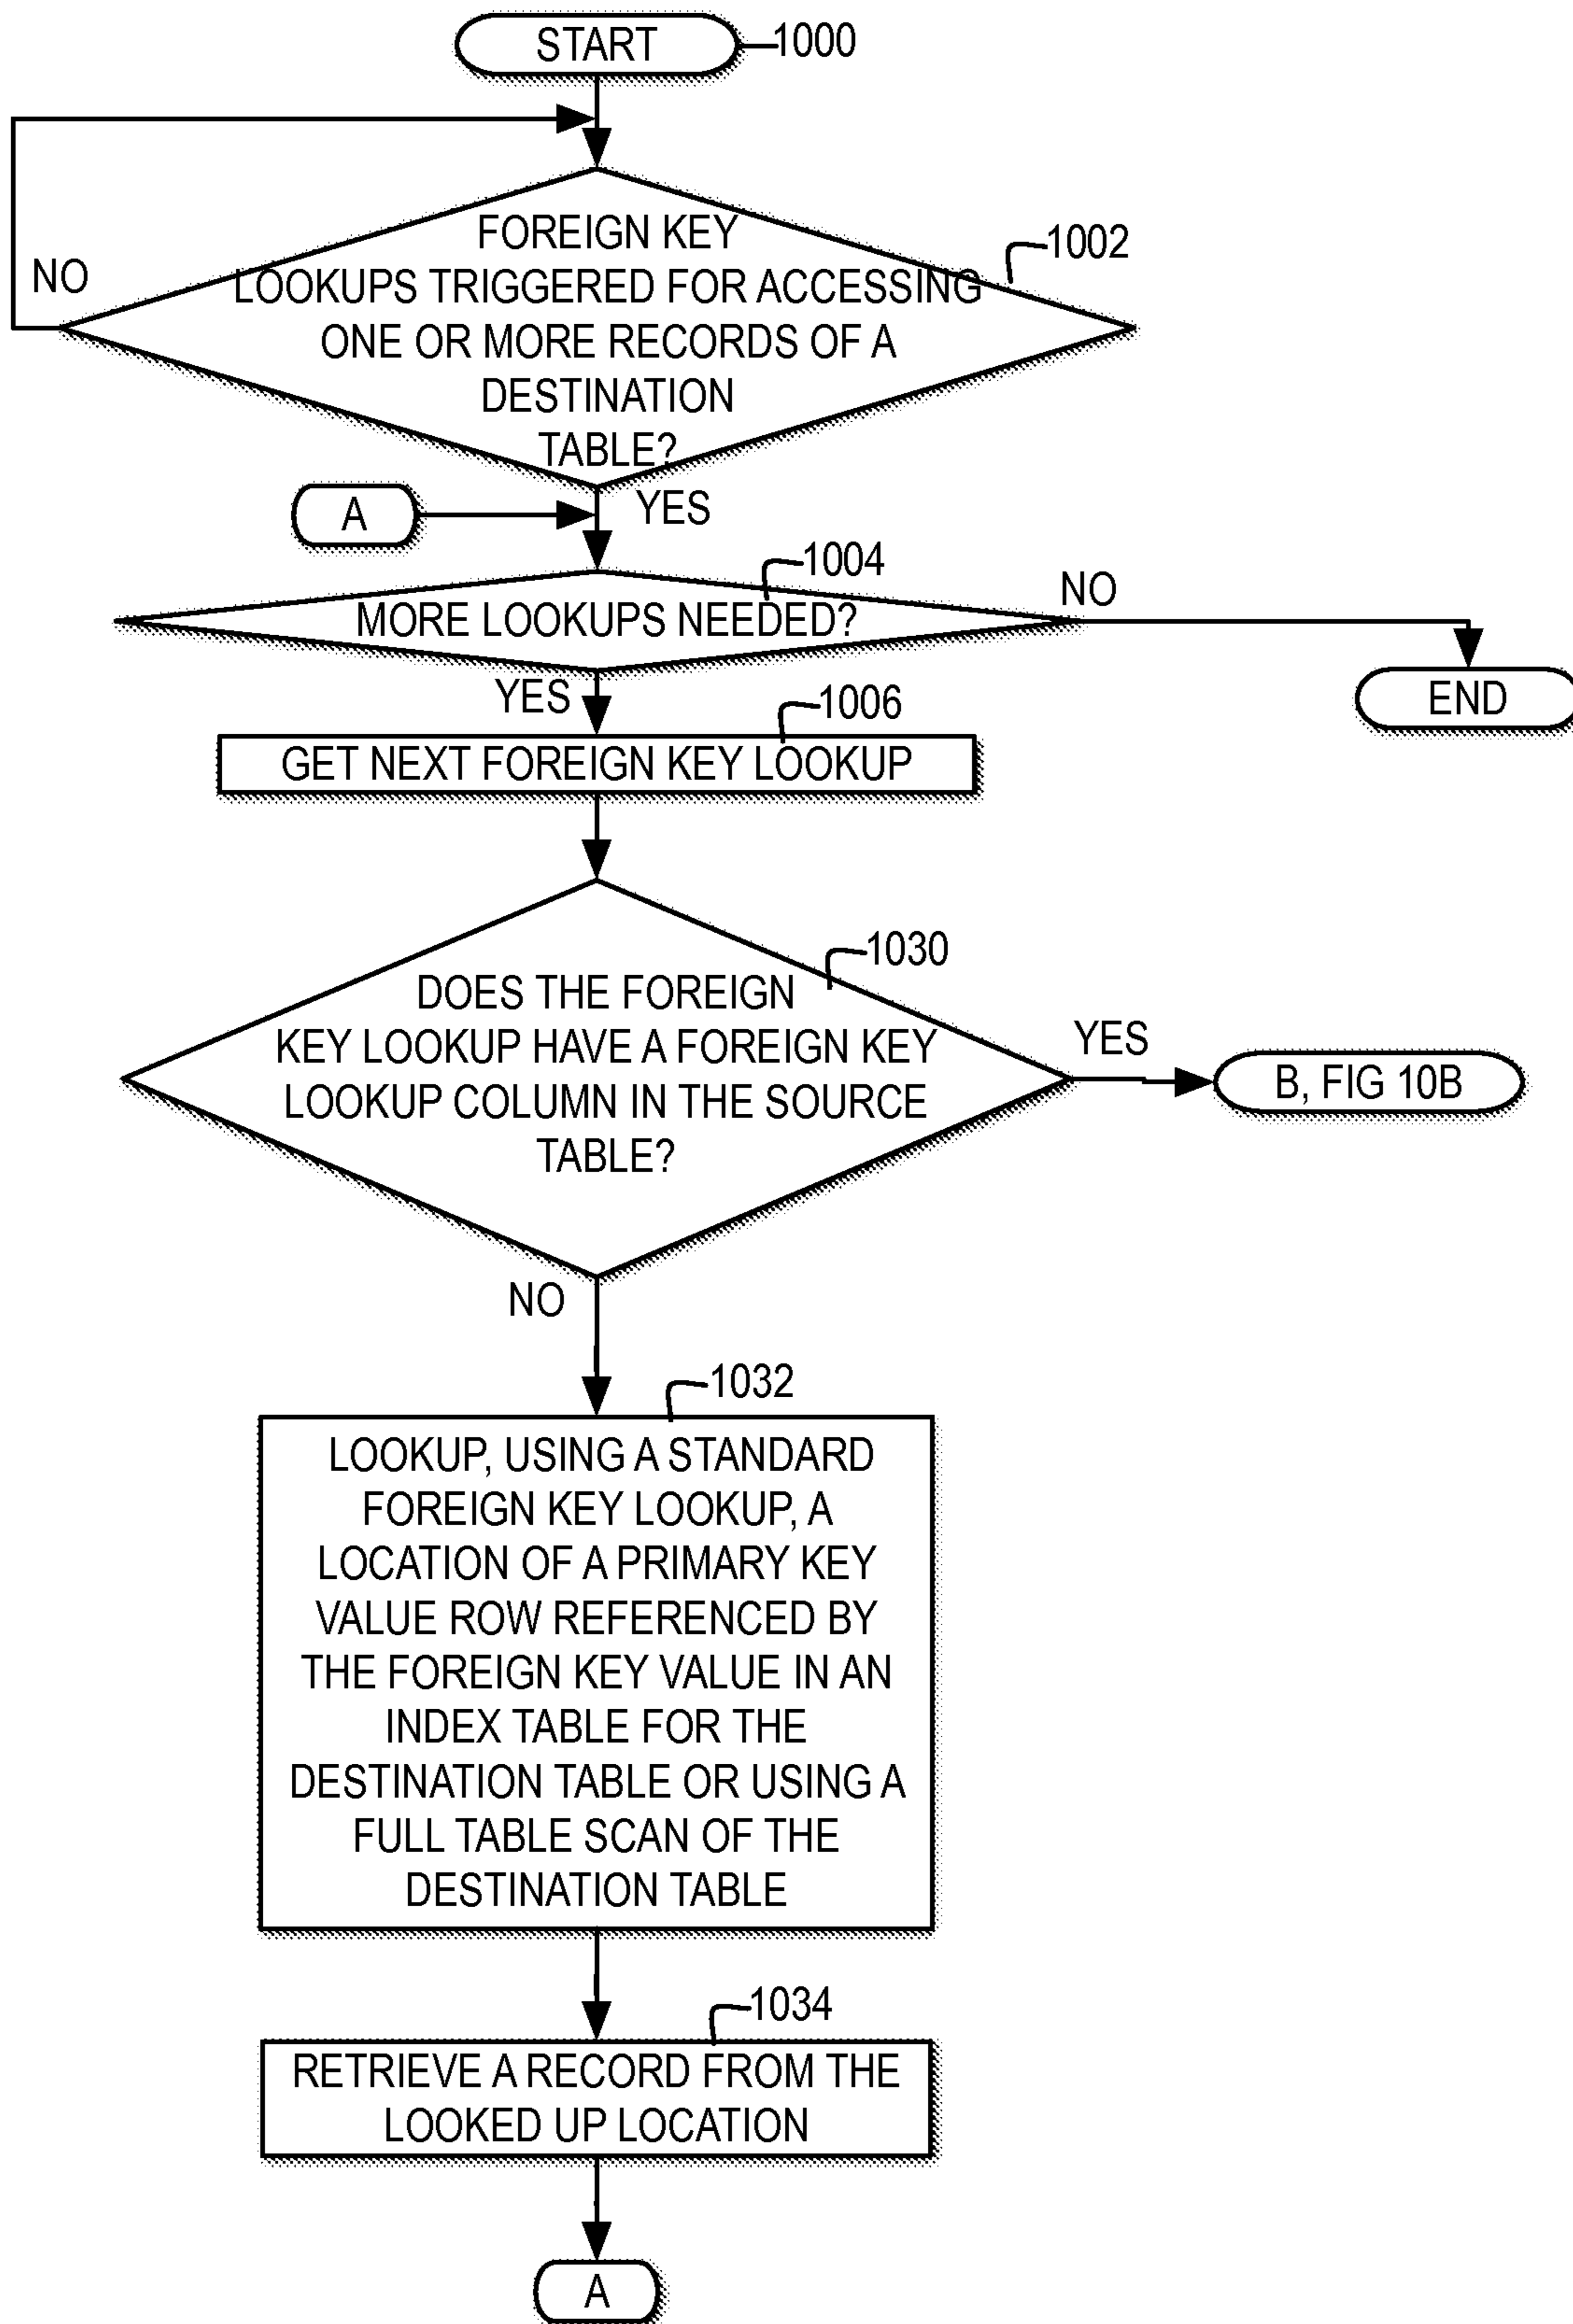 START
1000
FOREIGN KEY
LOOKUPS TRIGGERED FOR ACCESSING
ONE OR MORE RECORDS OF A
DESTINATION
TABLE?
1002
NO
A
YES
1004
MORE LOOKUPS NEEDED?
NO
END
YES
1006
GET NEXT FOREIGN KEY LOOKUP
1030
DOES THE FOREIGN
KEY LOOKUP HAVE A FOREIGN KEY
LOOKUP COLUMN IN THE SOURCE
TABLE?
YES
B, FIG 10B
NO
1032
LOOKUP, USING A STANDARD
FOREIGN KEY LOOKUP, A
LOCATION OF A PRIMARY KEY
VALUE ROW REFERENCED BY
THE FOREIGN KEY VALUE IN AN
INDEX TABLE FOR THE
DESTINATION TABLE OR USING A
FULL TABLE SCAN OF THE
DESTINATION TABLE
1034
RETRIEVE A RECORD FROM THE
LOOKED UP LOCATION
A